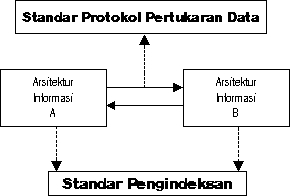 Standar Protokol Pertukaran Data
Arsitektur
Informasi
A
Arsitektur
Informasi
B
Standar Pengindeksan